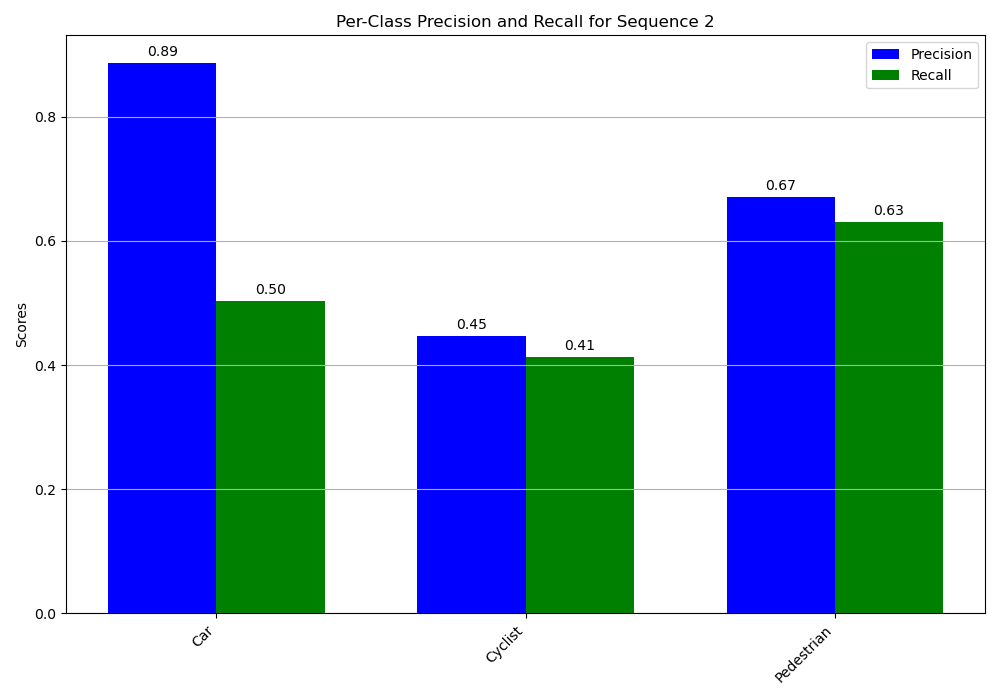 Per-Class Precision and Recall for Sequence 2
Precision
Recall
Scores
0.8
0.6
0.4
0.2
0.0
0.89
0.50
0.45
0.41
0.67
0.63
Car
Cyclist
Pedestrian